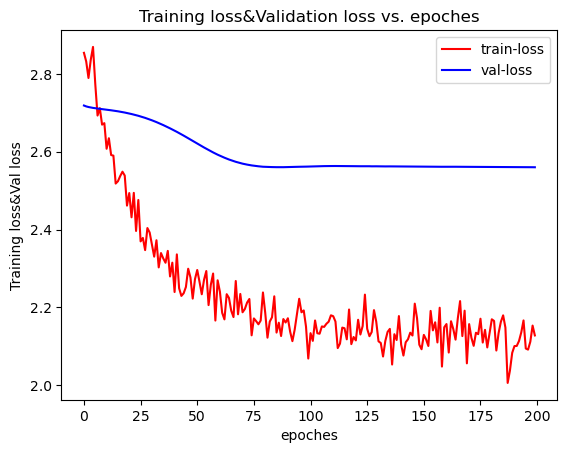 Training loss&Validation loss vs. epoches
train-loss
val-loss
Training loss&Val loss
2.8
2.6
2.4
2.2
2.0
0 25 50 75 100 125 150 175 200
epoches